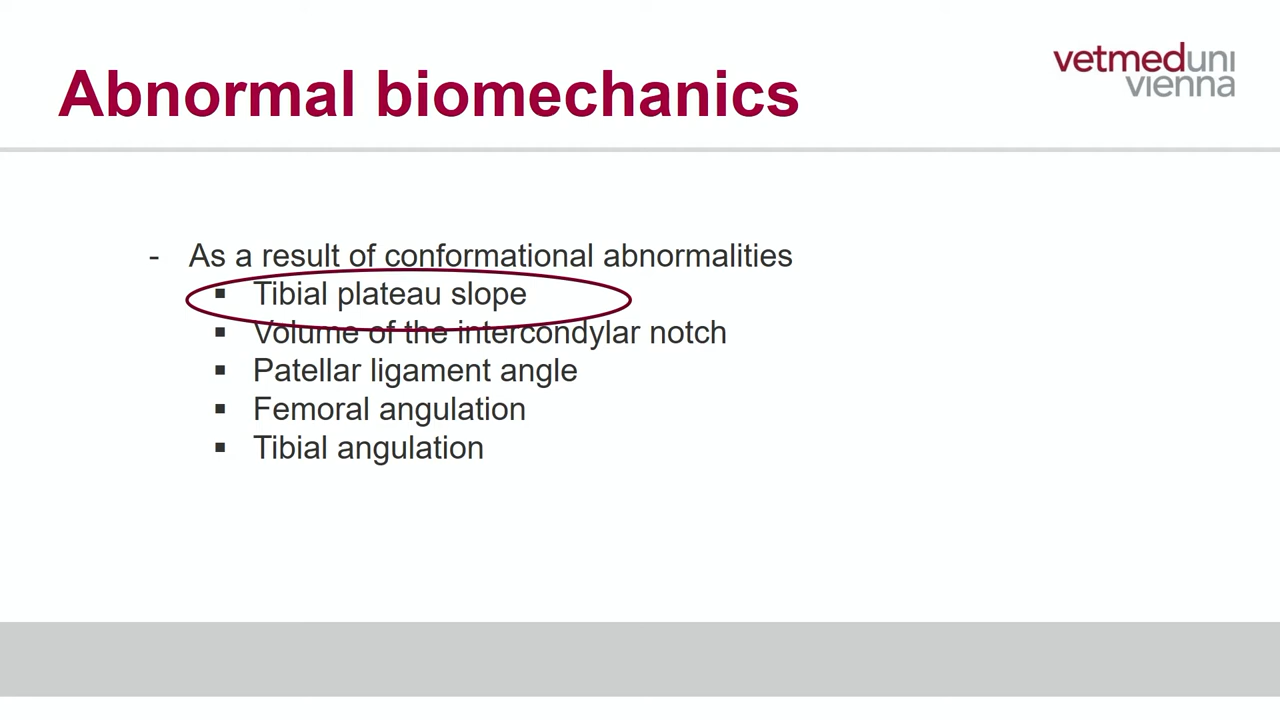 Abnormal biomechanics
vetmeduni
vienna
- As a result of conformational abnormalities
▪ Tibial plateau slope
▪ Volume of the intercondylar notch
▪ Patellar ligament angle
▪ Femoral angulation
▪ Tibial angulation